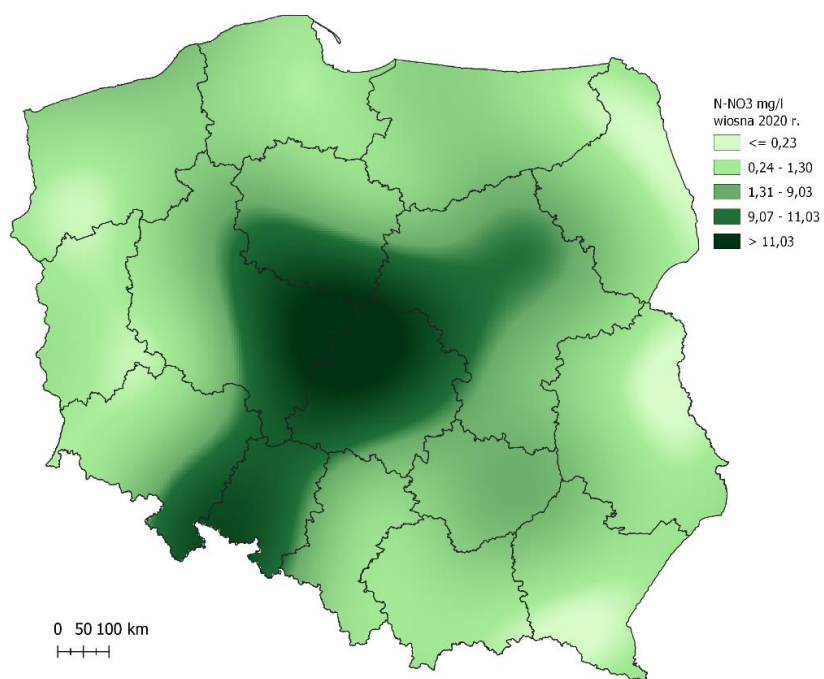 N-NO3 mg/l
wiosna 2020 r.
<= 0,23
0,24 - 1,30
1,31 - 9,03
9,07 - 11,03
> 11,03
0 50 100 km